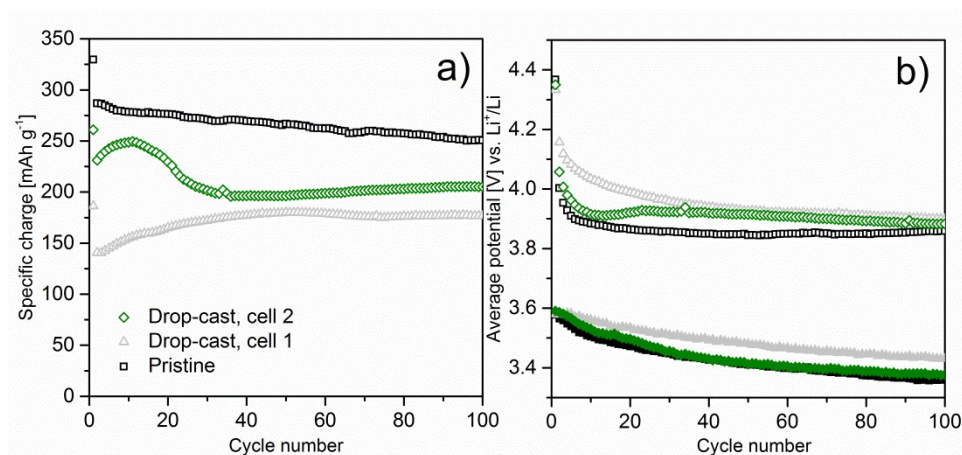 a)
350
300
250
200
150
100
50
0
Specific charge [mAh g⁻¹]
Drop-cast, cell 2
Drop-cast, cell 1
Pristine
0 20 40 60 80 100
Cycle number
b)
4.4
4.2
4.0
3.8
3.6
3.4
Average potential [V] vs. Li⁺/Li
0 20 40 60 80 100
Cycle number